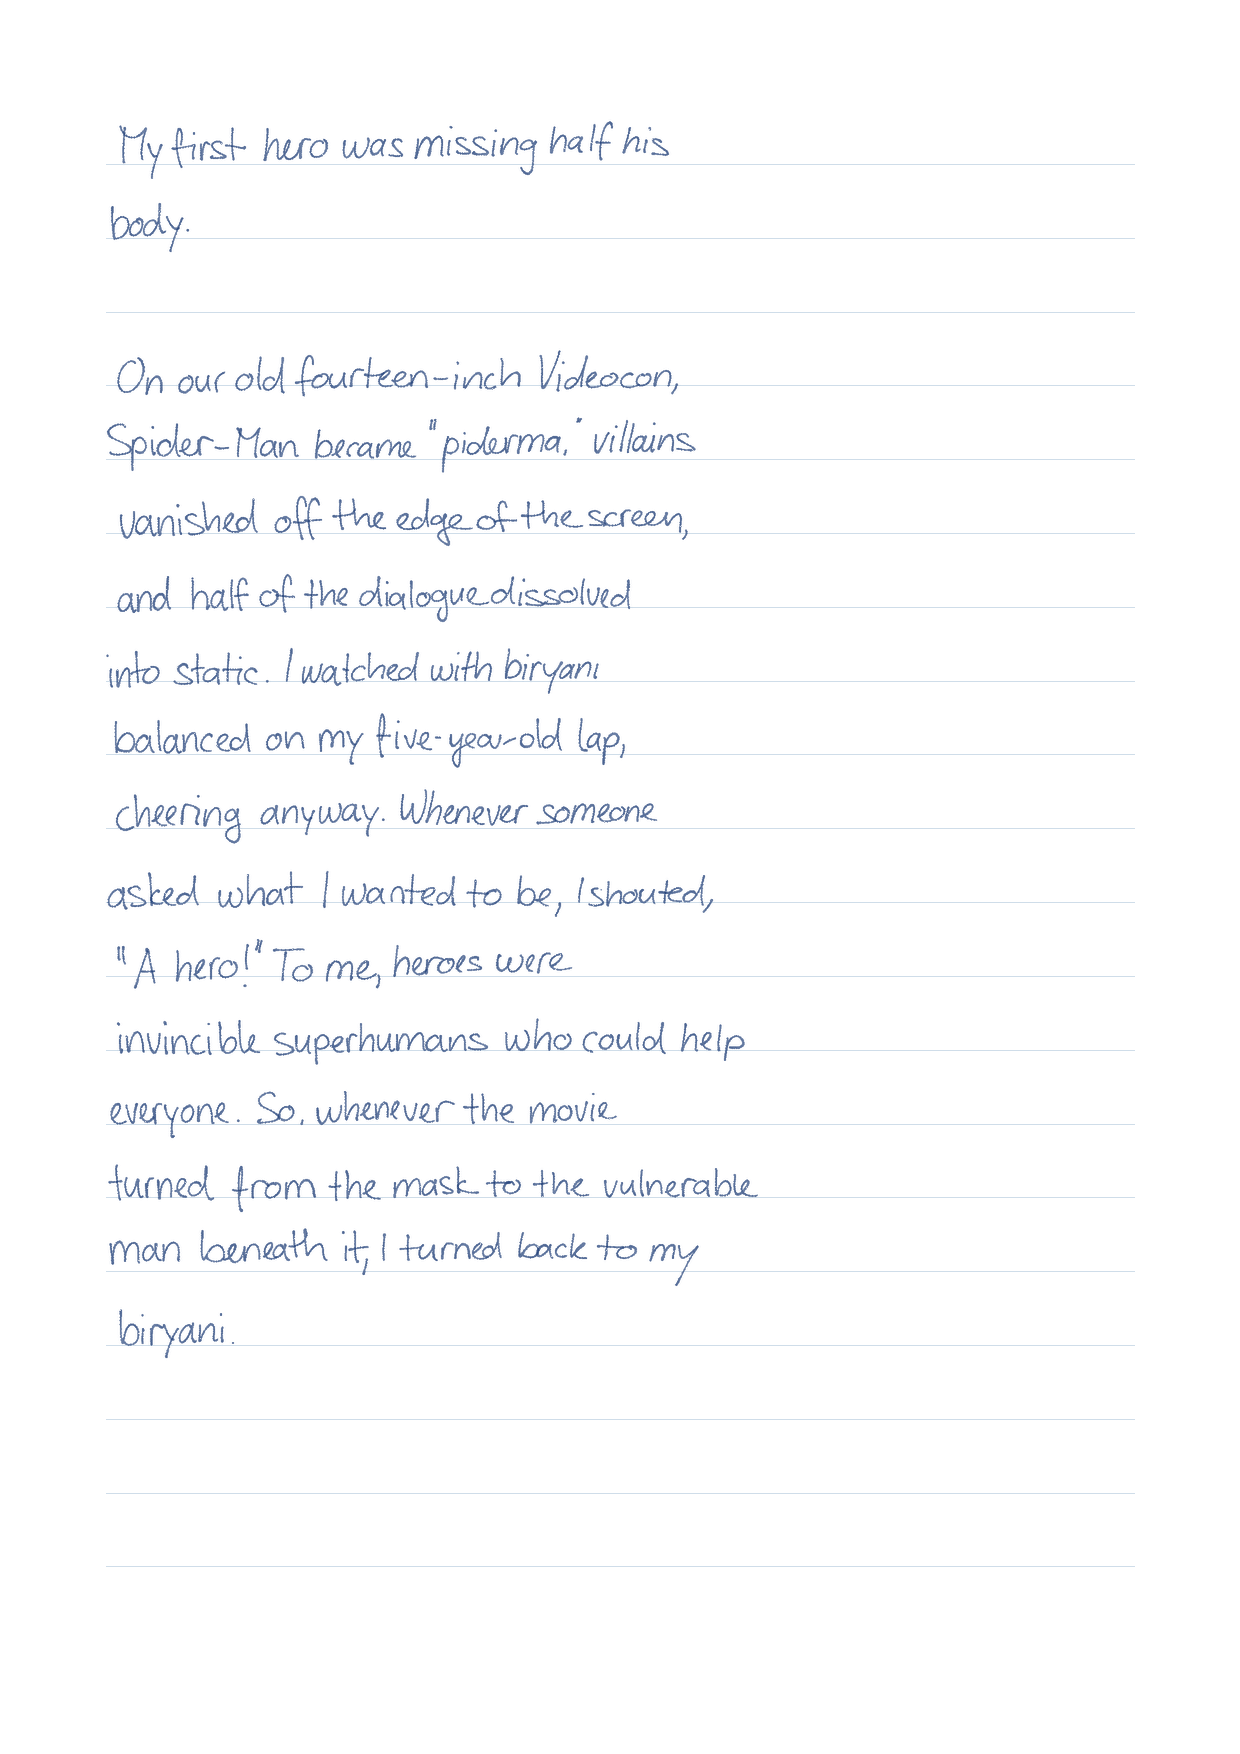 My first hero was missing half his
body.
On our old fourteen-inch Videocon,
Spider-Man became "piderma," villains
vanished off the edge of the screen,
and half of the dialogue dissolved
into static. I watched with biryani
balanced on my five-year-old lap,
cheering anyway. Whenever someone
asked what I wanted to be, I shouted,
"A hero!" To me, heroes were
invincible superhumans who could help
everyone. So, whenever the movie
turned from the mask to the vulnerable
man beneath it, I turned back to my
biryani.